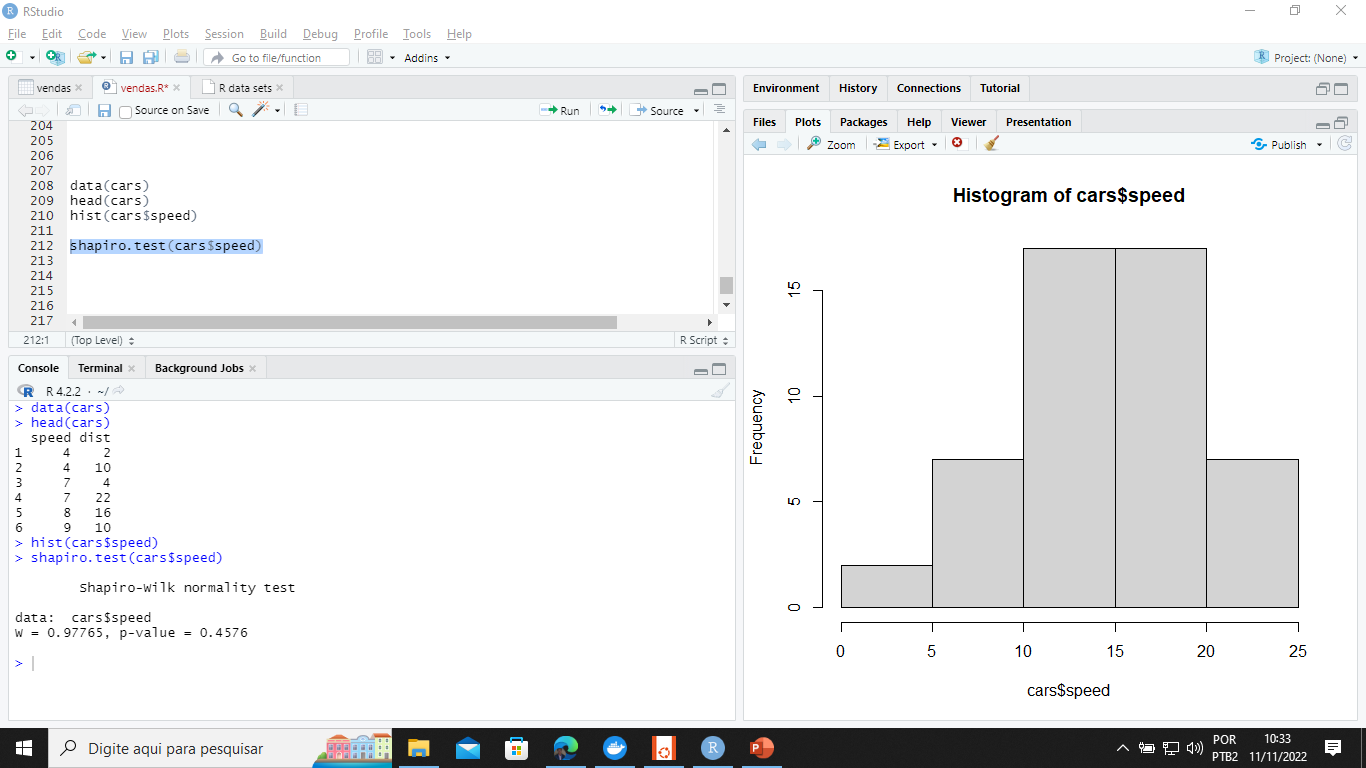 RStudio
File Edit Code View Plots Session Build Debug Profile Tools Help
Go to file/function Addins Project: (None)
vendas vendas.R* R data sets
Source on Save Run Source
204
205
206
207
208 data(cars)
209 head(cars)
210 hist(cars$speed)
211
212 shapiro.test(cars$speed)
213
214
215
216
217
212:1 (Top Level) R Script
Console Terminal Background Jobs
R 4.2.2 · ~/
> data(cars)
> head(cars)
speed dist
1 4 2
2 4 10
3 7 4
4 7 22
5 8 16
6 9 10
> hist(cars$speed)
> shapiro.test(cars$speed)
Shapiro-Wilk normality test
data: cars$speed
W = 0.97765, p-value = 0.4576
>
Environment History Connections Tutorial
Files Plots Packages Help Viewer Presentation
Zoom Export Publish
Histogram of cars$speed
Frequency
15
10
5
0
0 5 10 15 20 25
cars$speed
Digite aqui para pesquisar
POR
PTB2
10:33
11/11/2022